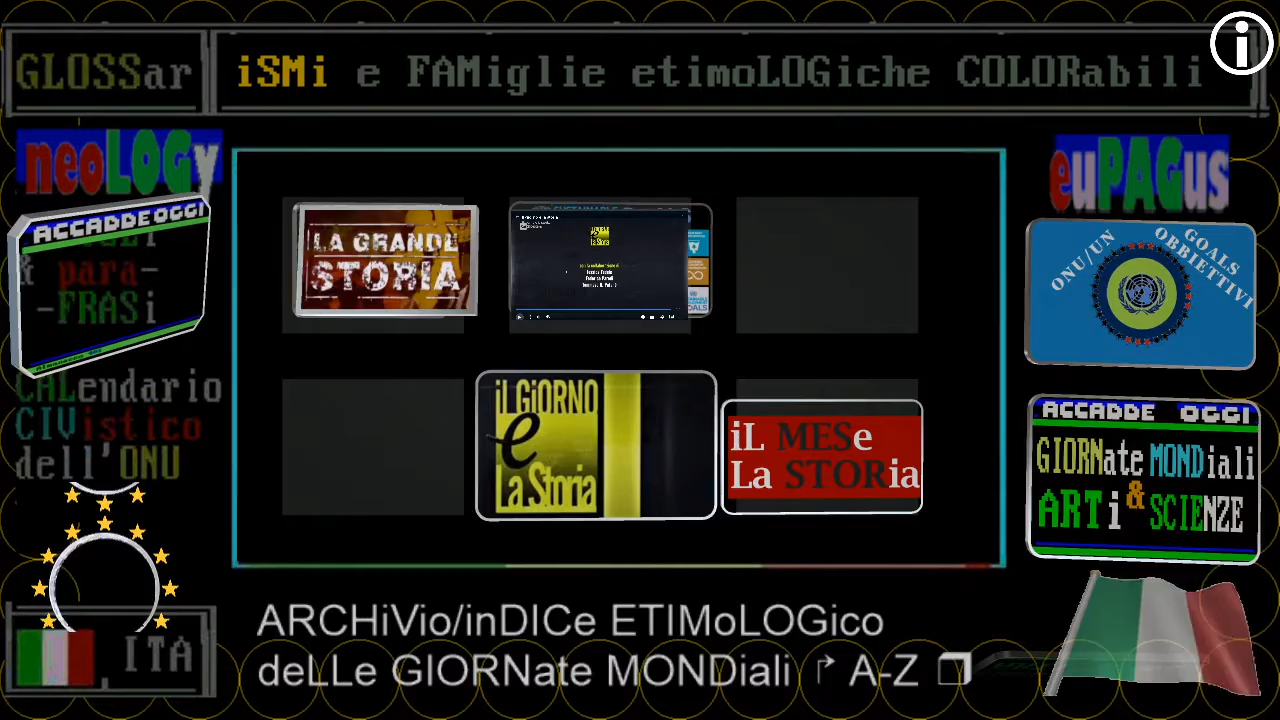 GLOSSar
iSMi e FAMiglie etimoLOGiche COLORabili
neoLOGy
euPAGus
ACCADDE OGGI
& para-
-FRASi
CALendario
CIVistico
dell'ONU
LA GRANDE
STORIA
iL GiORNO
e
La Storia
iL MESe
La STORia
ONU/UN
GOALS
OBBIETTIVI
ACCADDE OGGI
GIORNate MONDiali
ARTi & SCIENZE
ITA
ARCHiVio/inDICe ETIMoLOGico
deLLe GIORNate MONDiali A-Z